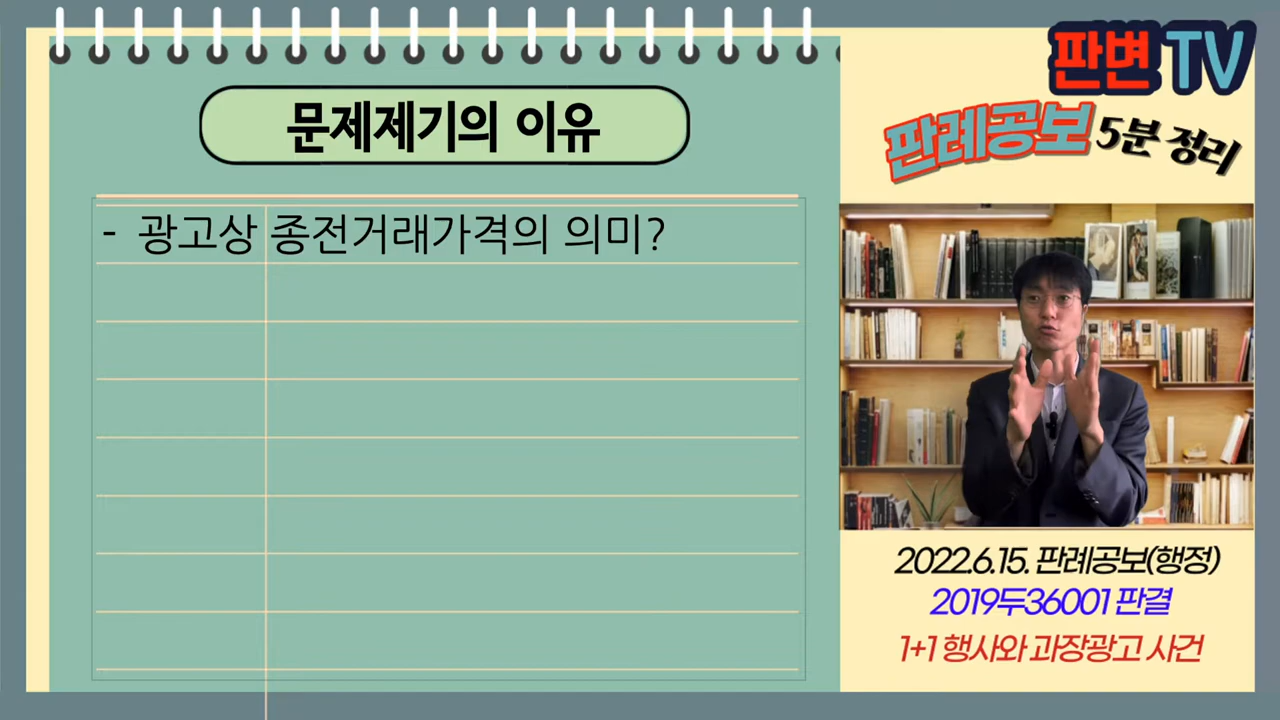 문제제기의 이유
- 광고상 종전거래가격의 의미?
판변 TV
판례공보 5분 정리
2022.6.15. 판례공보(행정)
2019두36001 판결
1+1 행사와 과장광고 사건